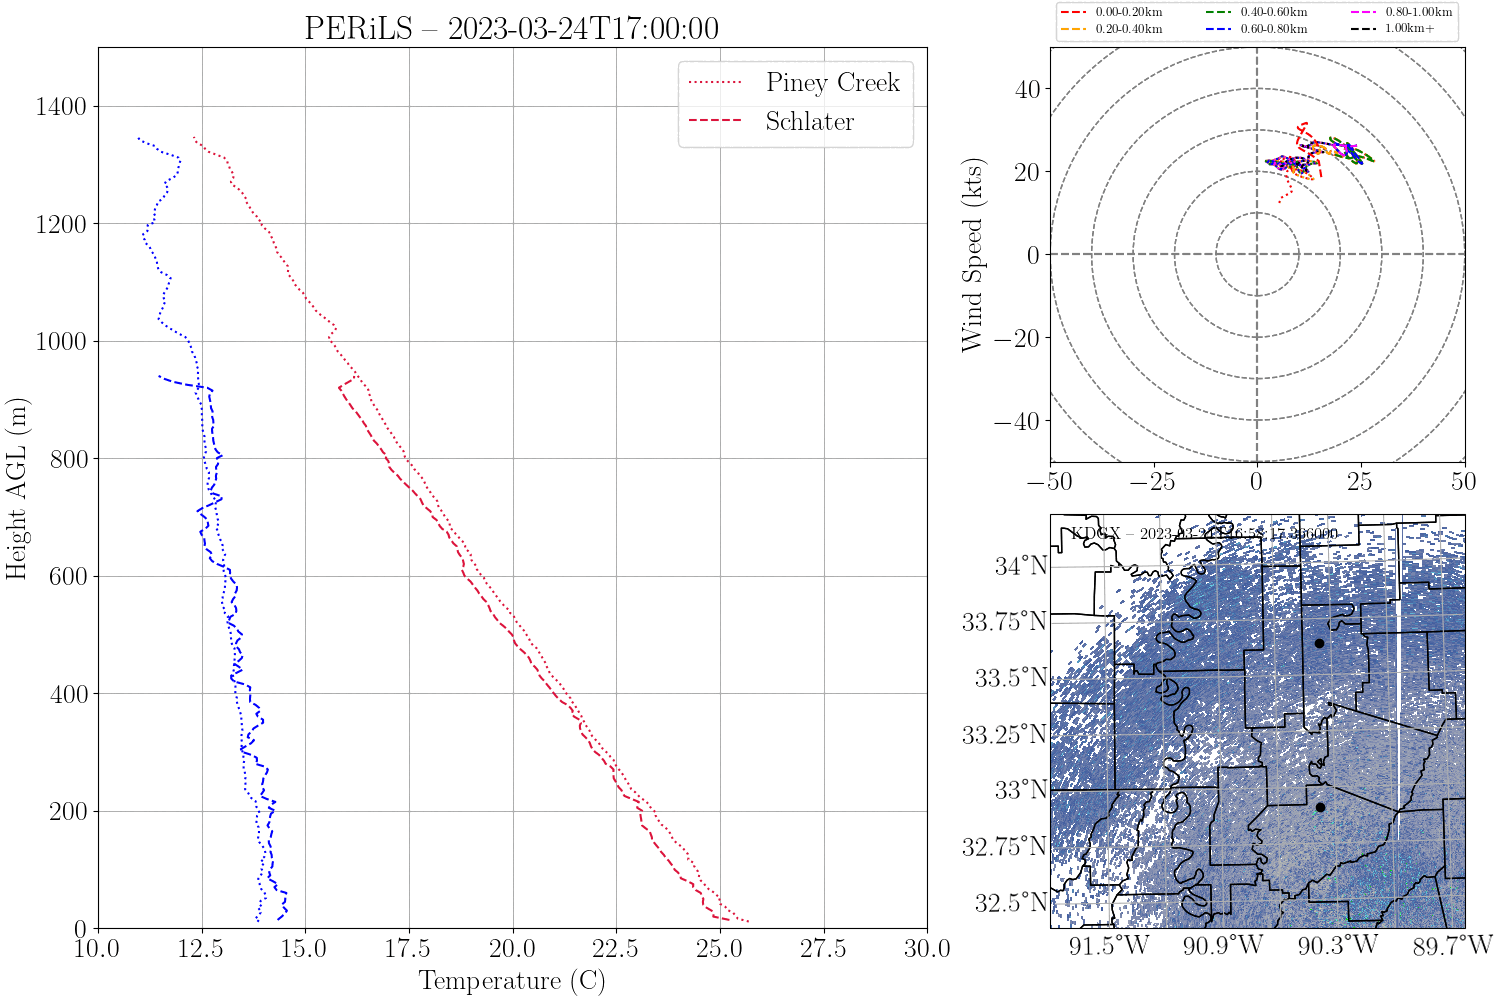 PERiLS – 2023-03-24T17:00:00
Piney Creek
Schlater
1400
1200
1000
800
600
400
200
0
Height AGL (m)
10.0 12.5 15.0 17.5 20.0 22.5 25.0 27.5 30.0
Temperature (C)
0.00-0.20km 0.40-0.60km 0.80-1.00km
0.20-0.40km 0.60-0.80km 1.00km+
40
20
0
−20
−40
Wind Speed (kts)
−50 −25 0 25 50
KDGX –
34°N
33.75°N
33.5°N
33.25°N
33°N
32.75°N
32.5°N
91.5°W 90.9°W 90.3°W 89.7°W